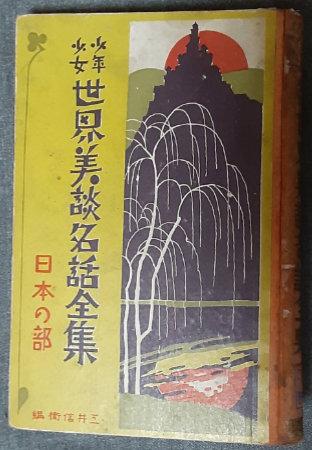 少年
少女
世界美談名話全集
日本の部
三井信衛編